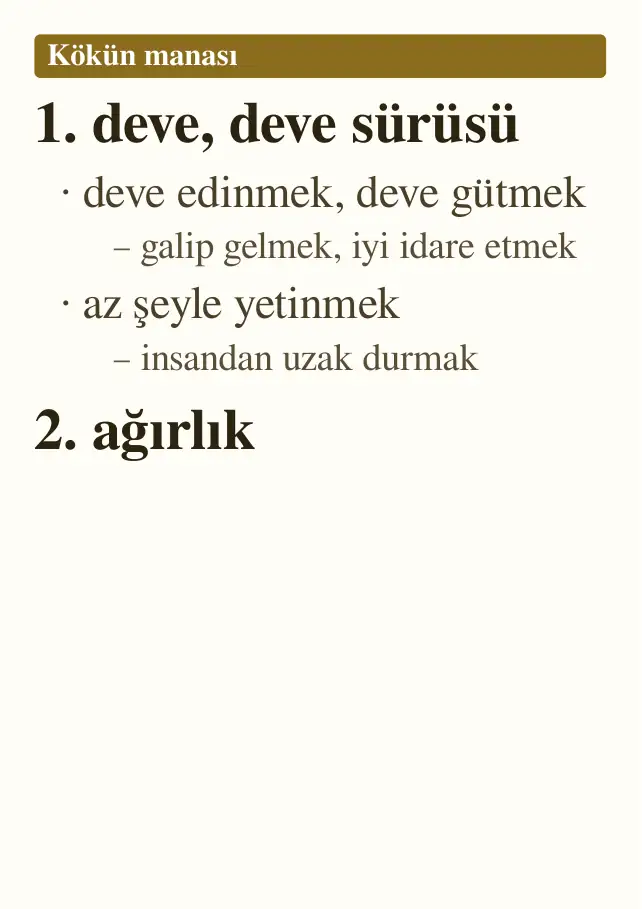 Kökün manası
1. deve, deve sürüsü
· deve edinmek, deve gütmek
– galip gelmek, iyi idare etmek
· az şeyle yetinmek
– insandan uzak durmak
2. ağırlık